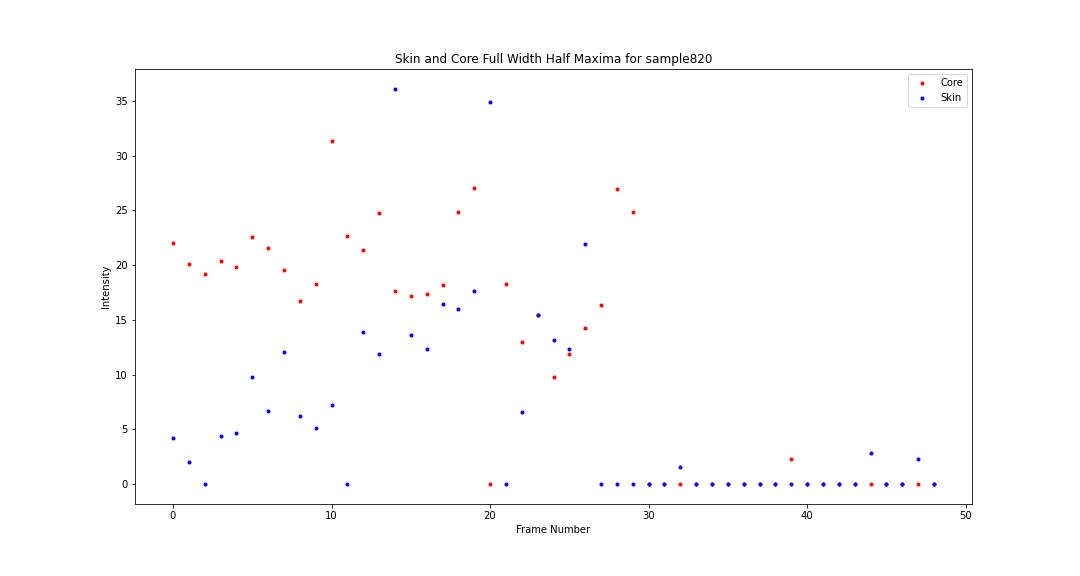 Skin and Core Full Width Half Maxima for sample820
Core
Skin
Intensity
35
30
25
20
15
10
5
0
0 10 20 30 40 50
Frame Number